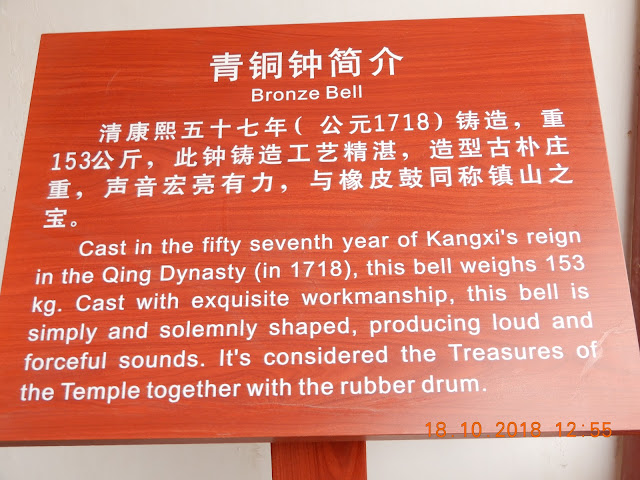 青铜钟简介
Bronze Bell
清康熙五十七年（公元1718）铸造，重
153公斤，此钟铸造工艺精湛，造型古朴庄
重，声音宏亮有力，与橡皮鼓同称镇山之
宝。
Cast in the fifty seventh year of Kangxi's reign
in the Qing Dynasty (in 1718), this bell weighs 153
kg. Cast with exquisite workmanship, this bell is
simply and solemnly shaped, producing loud and
forceful sounds. It's considered the Treasures of
the Temple together with the rubber drum.
18 10 2018 12:55